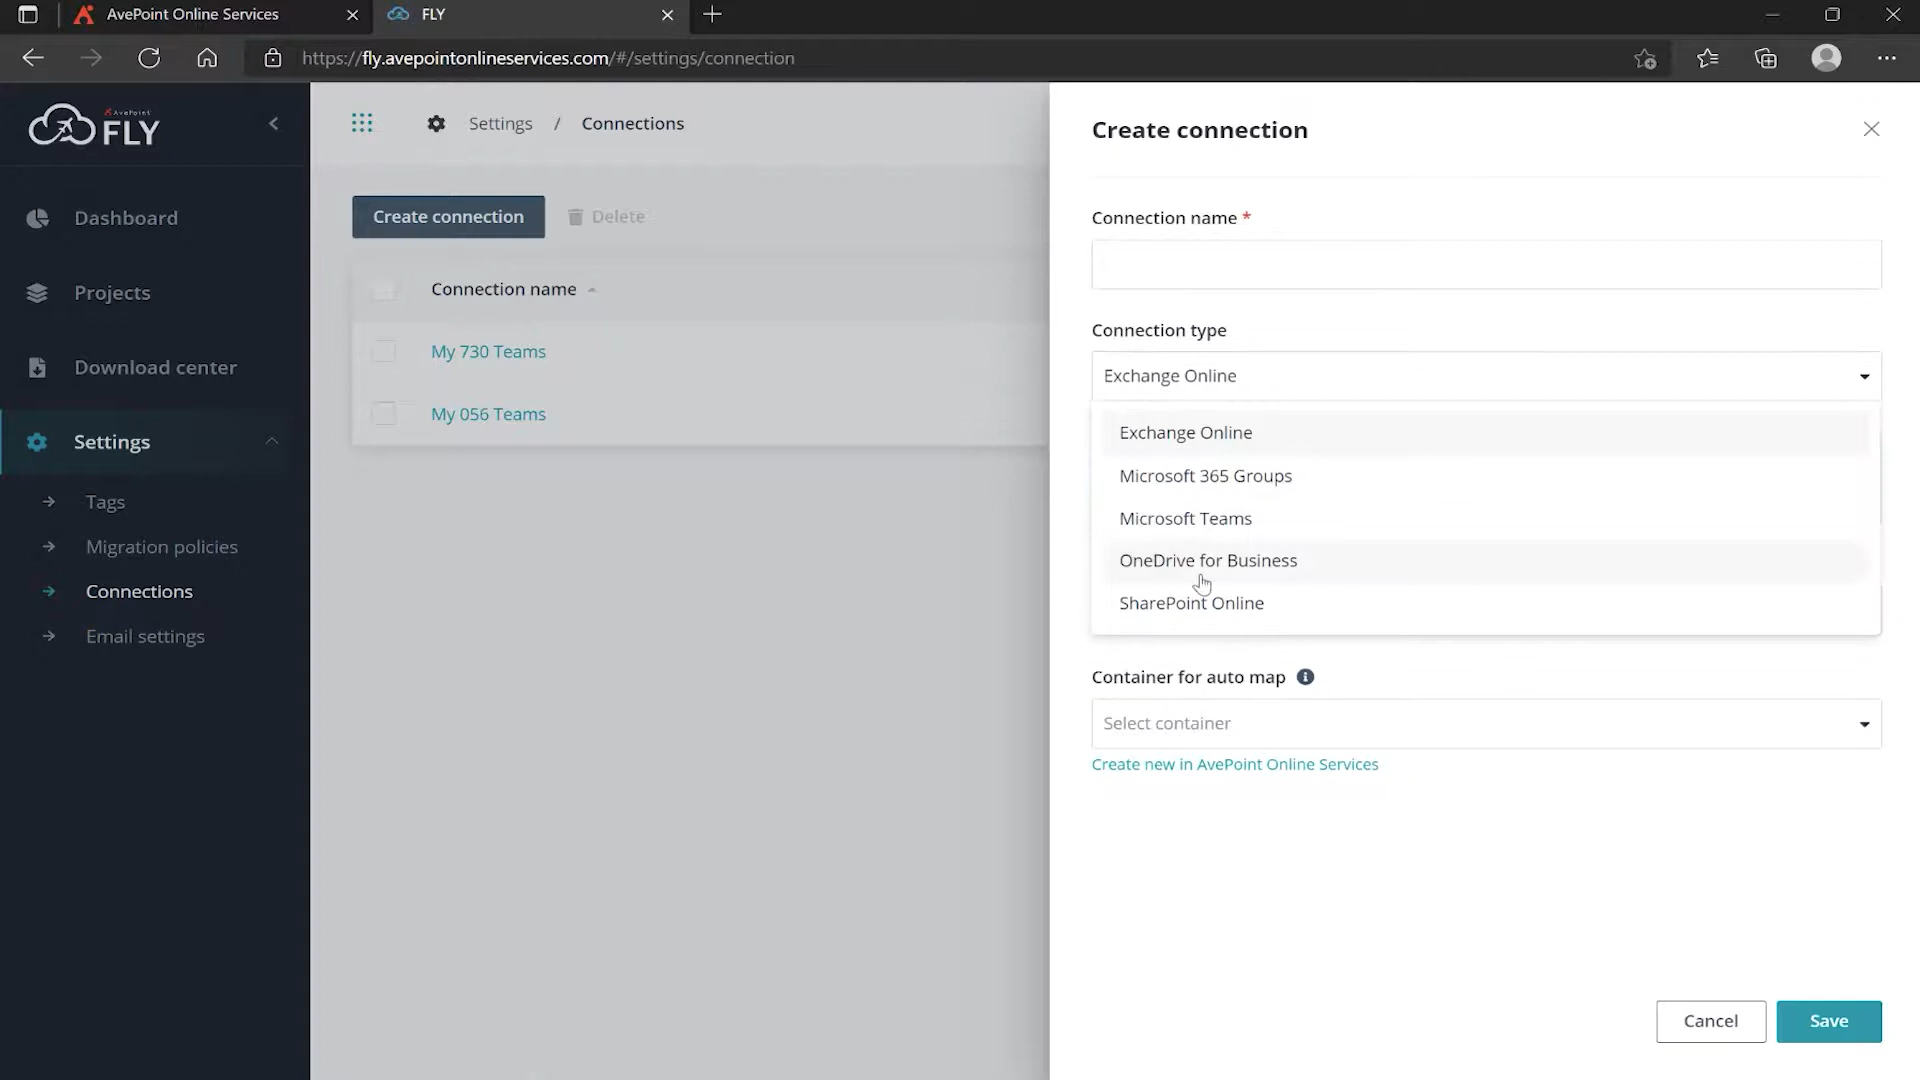 AvePoint Online Services
FLY
https://fly.avepointonlineservices.com/#/settings/connection
AvePoint
FLY
Dashboard
Projects
Download center
Settings
Tags
Migration policies
Connections
Email settings
Settings / Connections
Create connection
Delete
Connection name
My 730 Teams
My 056 Teams
Create connection
Connection name *
Connection type
Exchange Online
Exchange Online
Microsoft 365 Groups
Microsoft Teams
OneDrive for Business
SharePoint Online
Container for auto map
Select container
Create new in AvePoint Online Services
Cancel
Save